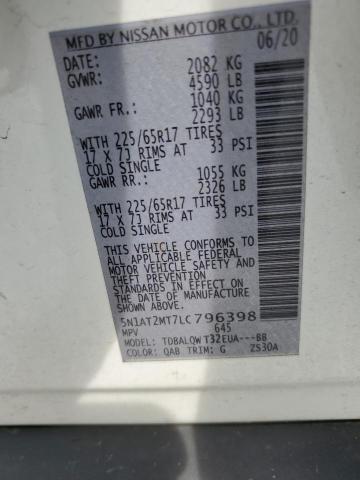 MFD BY NISSAN MOTOR CO., LTD.
DATE: 06/20
GVWR: 2082 KG
4590 LB
GAWR FR.: 1040 KG
2293 LB
WITH 225/65R17 TIRES
17 X 7J RIMS AT 33 PSI
COLD SINGLE
GAWR RR.: 1055 KG
2326 LB
WITH 225/65R17 TIRES
17 X 7J RIMS AT 33 PSI
COLD SINGLE
THIS VEHICLE CONFORMS TO
ALL APPLICABLE FEDERAL
MOTOR VEHICLE SAFETY AND
THEFT PREVENTION
STANDARDS IN EFFECT ON
THE DATE OF MANUFACTURE
SHOWN ABOVE.
5N1AT2MT7LC796398
MPV 645
MODEL: TDBALQWT32EUA---BB
COLOR: QAB TRIM: G ZS30A